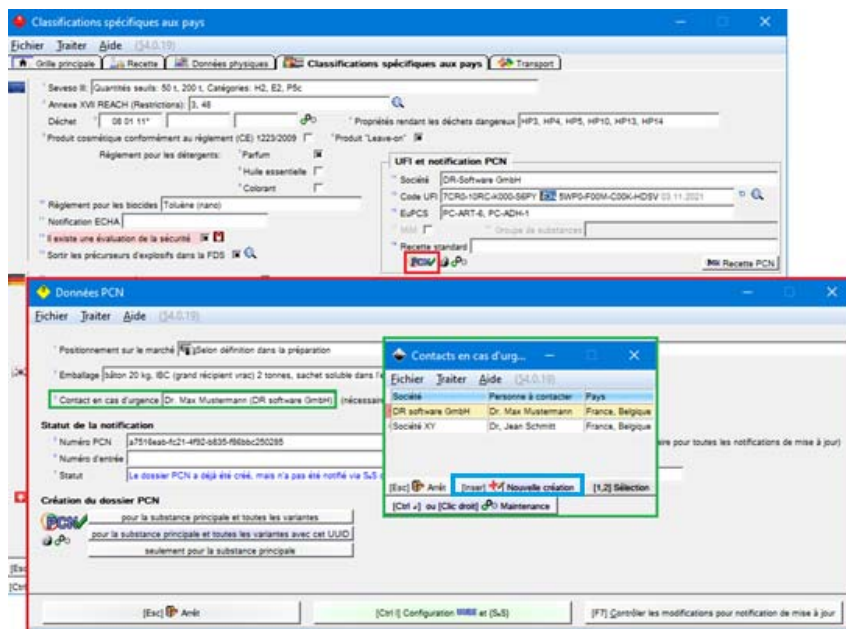 Classifications spécifiques aux pays
Fichier Traiter Aide (§4.0.19)
Grille principale Recette Données physiques Classifications spécifiques aux pays Transport
Seveso III: Quantités seuils: 50 t, 200 t, Catégories: H2, E2, P5c
Annexe XVII REACH (Restrictions): 3, 48
Déchet 08 01 11* Propriétés rendant les déchets dangereux HP3, HP4, HP5, HP10, HP13, HP14
Produit cosmétique conformément au règlement (CE) 1223/2009 Produit "Leave-on"
Règlement pour les détergents: Parfum
Huile essentielle
Colorant
Règlement pour les biocides Toluène (nano)
Notification ECHA
Il existe une évaluation de la sécurité
Sortir les précurseurs d'explosifs dans la FDS
UFI et notification PCN
Société DR-Software GmbH
Code UFI 7CR0-10RC-K000-S6PY 5WP0-F00M-C00K-HDSV 03.11.2021
EuPCS PC-ART-6, PC-ADH-1
MiM Groupe de substances
Recette standard
PCN
Recette PCN
Données PCN
Fichier Traiter Aide (§4.0.19)
Positionnement sur le marché Selon définition dans la préparation
Emballage bâton 20 kg, IBC (grand récipient vrac) 2 tonnes, sachet soluble dans l'e
Contact en cas d'urgence Dr. Max Mustermann (DR software GmbH) (nécessair
Statut de la notification
Numéro PCN a7516eab-fc21-4f92-b835-f86bbc250285
Numéro d'entrée
ire pour toutes les notifications de mise à jour)
Statut Le dossier PCN a déjà été créé, mais n'a pas été notifié via S2S
Création du dossier PCN
PCN
pour la substance principale et toutes les variantes
pour la substance principale et toutes les variantes avec cet UUID
seulement pour la substance principale
Contacts en cas d'urg...
Fichier Traiter Aide (§4.0.19)
Société Personne à contacter Pays
DR software GmbH Dr. Max Mustermann France, Belgique
Société XY Dr, Jean Schmitt France, Belgique
[Esc] Arrêt [Inser] Nouvelle création [1,2] Sélection
[Ctrl ↲] ou [Clic droit] Maintenance
[Esc] Arrêt [Ctrl I] Configuration et (S2S) [F7] Contrôler les modifications pour notification de mise à jour